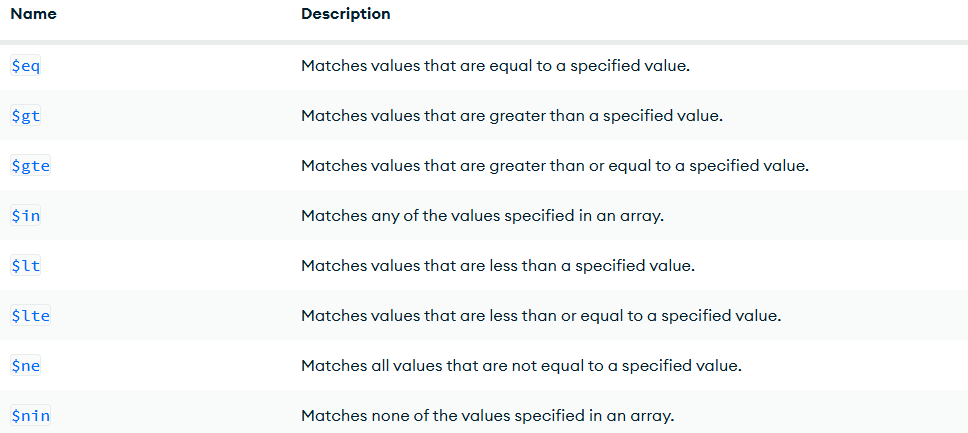 Name Description
$eq Matches values that are equal to a specified value.
$gt Matches values that are greater than a specified value.
$gte Matches values that are greater than or equal to a specified value.
$in Matches any of the values specified in an array.
$lt Matches values that are less than a specified value.
$lte Matches values that are less than or equal to a specified value.
$ne Matches all values that are not equal to a specified value.
$nin Matches none of the values specified in an array.